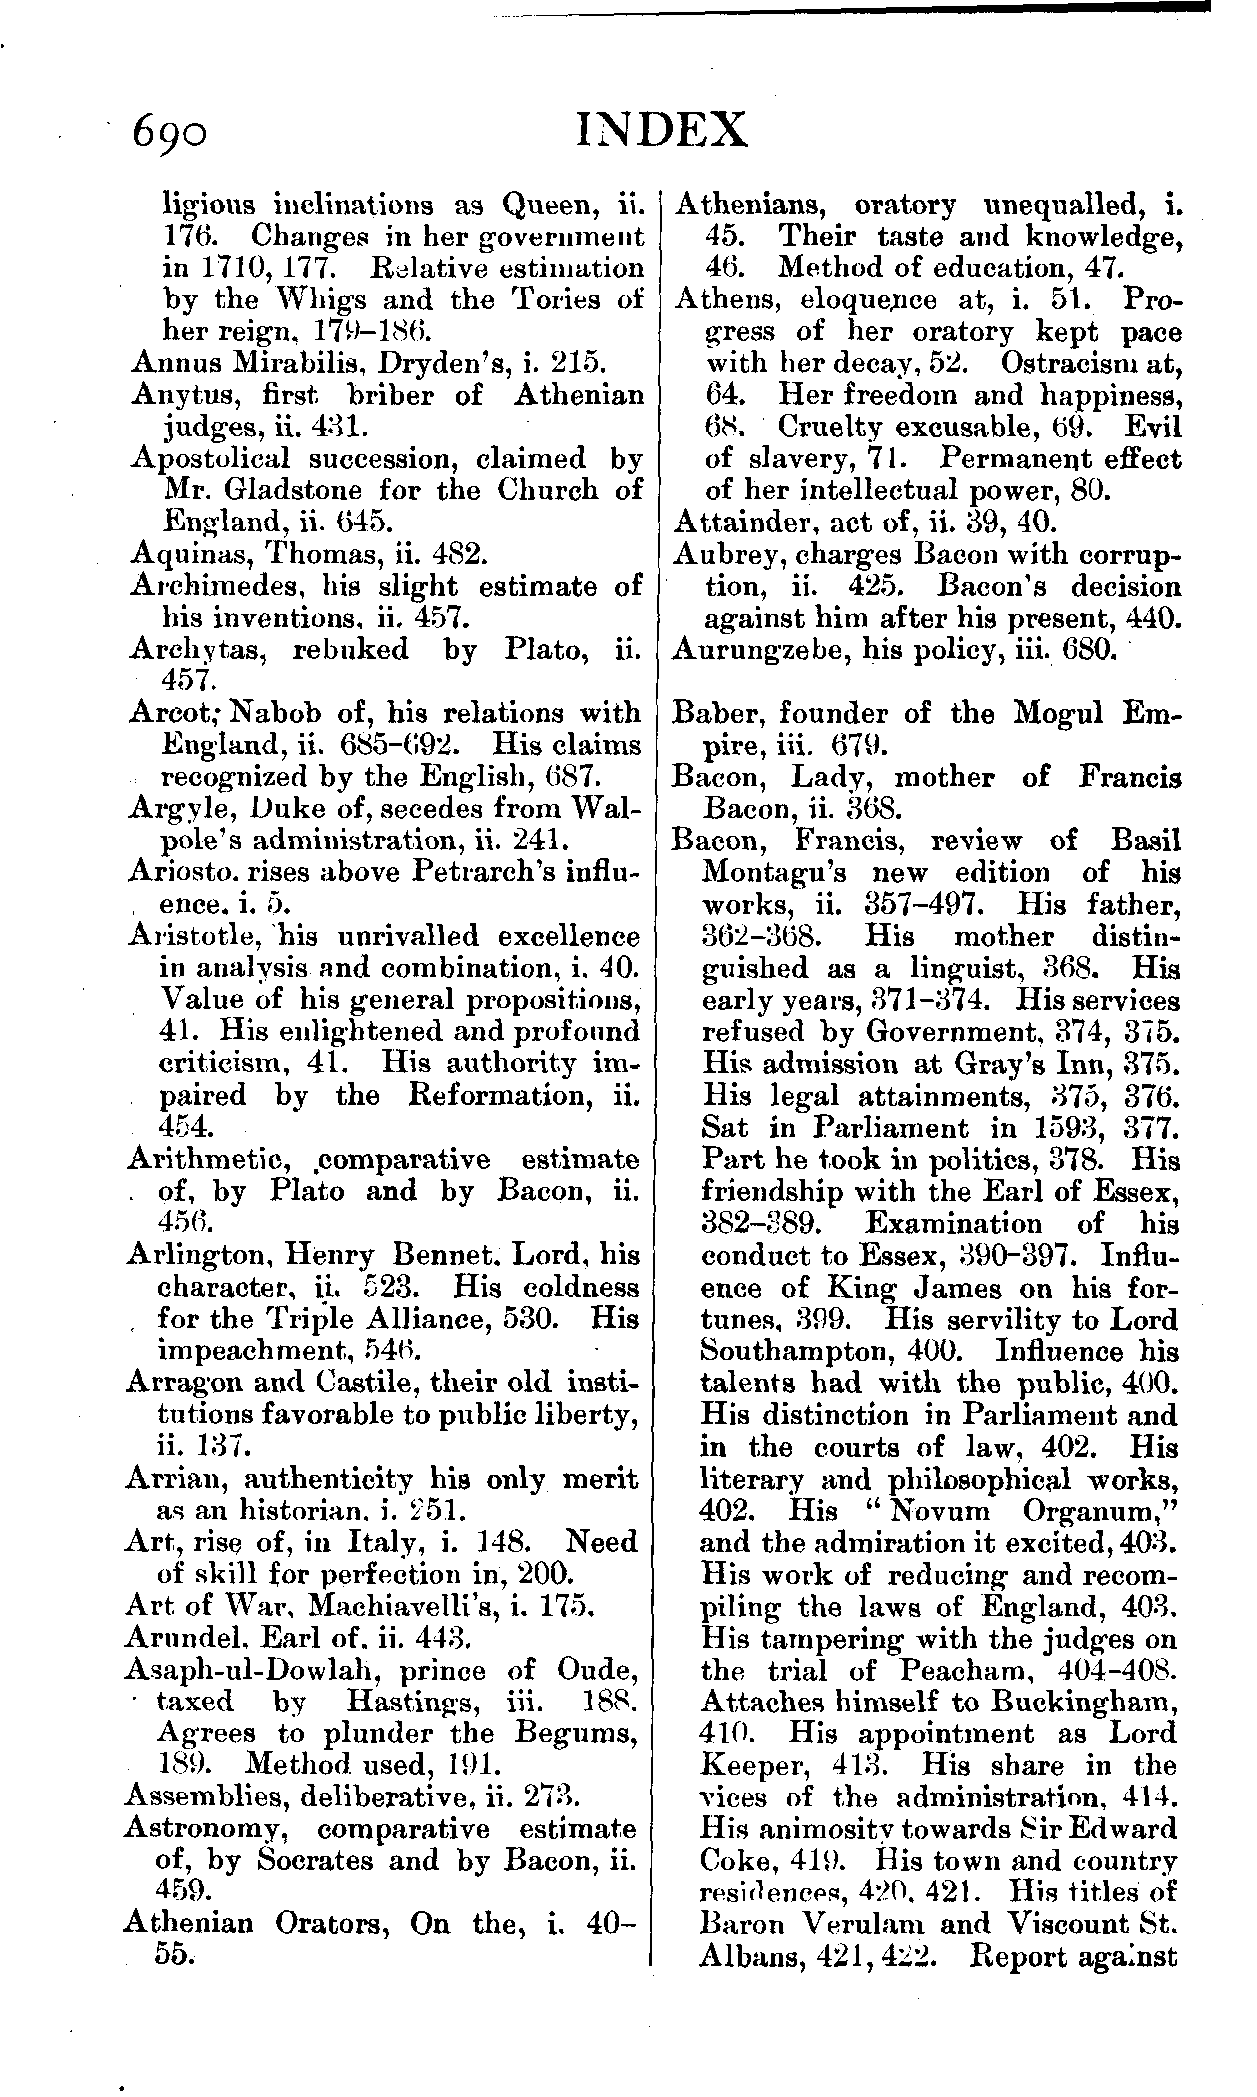 690
INDEX
ligious inclinations as Queen, ii.
176. Changes in her government
in 1710, 177. Relative estimation
by the Whigs and the Tories of
her reign, 179–186.
Annus Mirabilis, Dryden's, i. 215.
Anytus, first briber of Athenian
judges, ii. 431.
Apostolical succession, claimed by
Mr. Gladstone for the Church of
England, ii. 645.
Aquinas, Thomas, ii. 482.
Archimedes, his slight estimate of
his inventions, ii. 457.
Archytas, rebuked by Plato, ii.
457.
Arcot, Nabob of, his relations with
England, ii. 685–692. His claims
recognized by the English, 687.
Argyle, Duke of, secedes from Wal-
pole's administration, ii. 241.
Ariosto. rises above Petrarch's influ-
ence. i. 5.
Aristotle, his unrivalled excellence
in analysis and combination, i. 40.
Value of his general propositions,
41. His enlightened and profound
criticism, 41. His authority im-
paired by the Reformation, ii.
454.
Arithmetic, comparative estimate
of, by Plato and by Bacon, ii.
456.
Arlington, Henry Bennet. Lord, his
character, ii. 523. His coldness
for the Triple Alliance, 530. His
impeachment, 546.
Arragon and Castile, their old insti-
tutions favorable to public liberty,
ii. 137.
Arrian, authenticity his only merit
as an historian. i. 251.
Art, rise of, in Italy, i. 148. Need
of skill for perfection in, 200.
Art of War, Machiavelli's, i. 175.
Arundel, Earl of. ii. 443.
Asaph-ul-Dowlah, prince of Oude,
taxed by Hastings, iii. 188.
Agrees to plunder the Begums,
189. Method used, 191.
Assemblies, deliberative, ii. 273.
Astronomy, comparative estimate
of, by Socrates and by Bacon, ii.
459.
Athenian Orators, On the, i. 40–
55.
Athenians, oratory unequalled, i.
45. Their taste and knowledge,
46. Method of education, 47.
Athens, eloquence at, i. 51. Pro-
gress of her oratory kept pace
with her decay, 52. Ostracism at,
64. Her freedom and happiness,
68. Cruelty excusable, 69. Evil
of slavery, 71. Permanent effect
of her intellectual power, 80.
Attainder, act of, ii. 39, 40.
Aubrey, charges Bacon with corrup-
tion, ii. 425. Bacon's decision
against him after his present, 440.
Aurungzebe, his policy, iii. 680.
Baber, founder of the Mogul Em-
pire, iii. 679.
Bacon, Lady, mother of Francis
Bacon, ii. 368.
Bacon, Francis, review of Basil
Montagu's new edition of his
works, ii. 357–497. His father,
362–368. His mother distin-
guished as a linguist, 368. His
early years, 371–374. His services
refused by Government, 374, 375.
His admission at Gray's Inn, 375.
His legal attainments, 375, 376.
Sat in Parliament in 1593, 377.
Part he took in politics, 378. His
friendship with the Earl of Essex,
382–389. Examination of his
conduct to Essex, 390–397. Influ-
ence of King James on his for-
tunes, 399. His servility to Lord
Southampton, 400. Influence his
talents had with the public, 400.
His distinction in Parliament and
in the courts of law, 402. His
literary and philosophical works,
402. His "Novum Organum,"
and the admiration it excited, 403.
His work of reducing and recom-
piling the laws of England, 403.
His tampering with the judges on
the trial of Peacham, 404–408.
Attaches himself to Buckingham,
410. His appointment as Lord
Keeper, 413. His share in the
vices of the administration, 414.
His animosity towards Sir Edward
Coke, 419. His town and country
residences, 420, 421. His titles of
Baron Verulam and Viscount St.
Albans, 421, 422. Report against